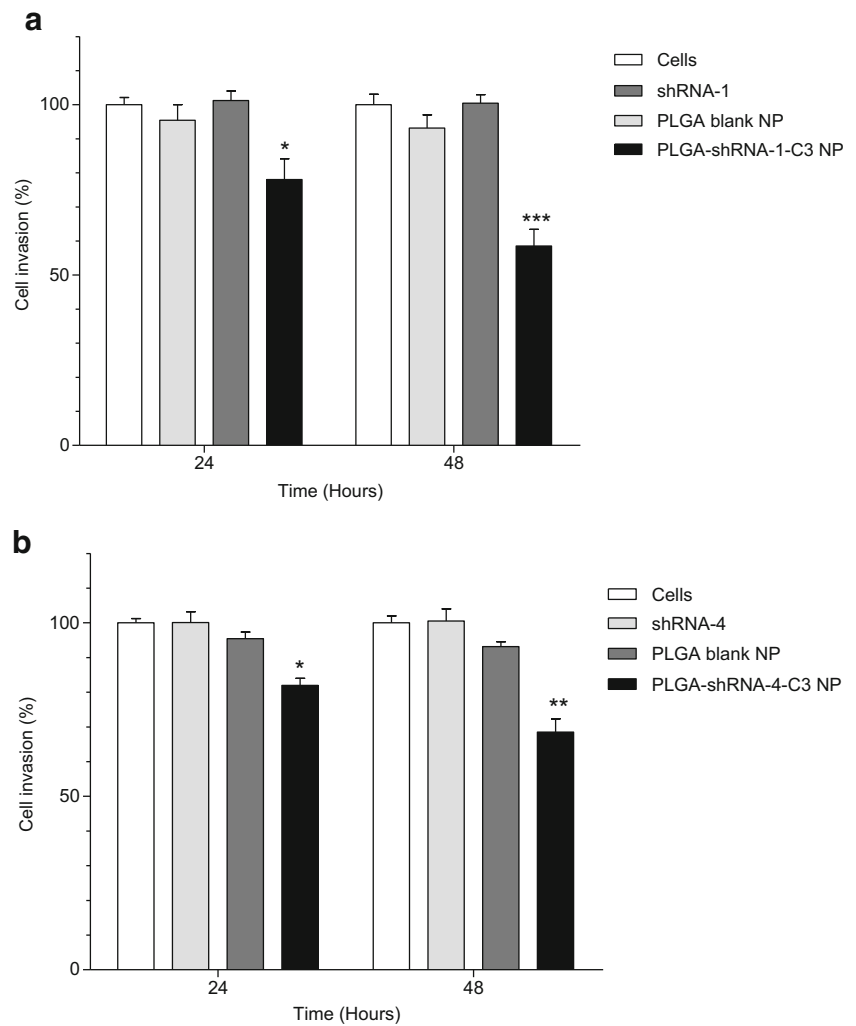 a
Cells
shRNA-1
PLGA blank NP
PLGA-shRNA-1-C3 NP
Cell invasion (%)
100
50
0
*
***
24
48
Time (Hours)
b
Cells
shRNA-4
PLGA blank NP
PLGA-shRNA-4-C3 NP
Cell invasion (%)
100
50
0
*
**
24
48
Time (Hours)